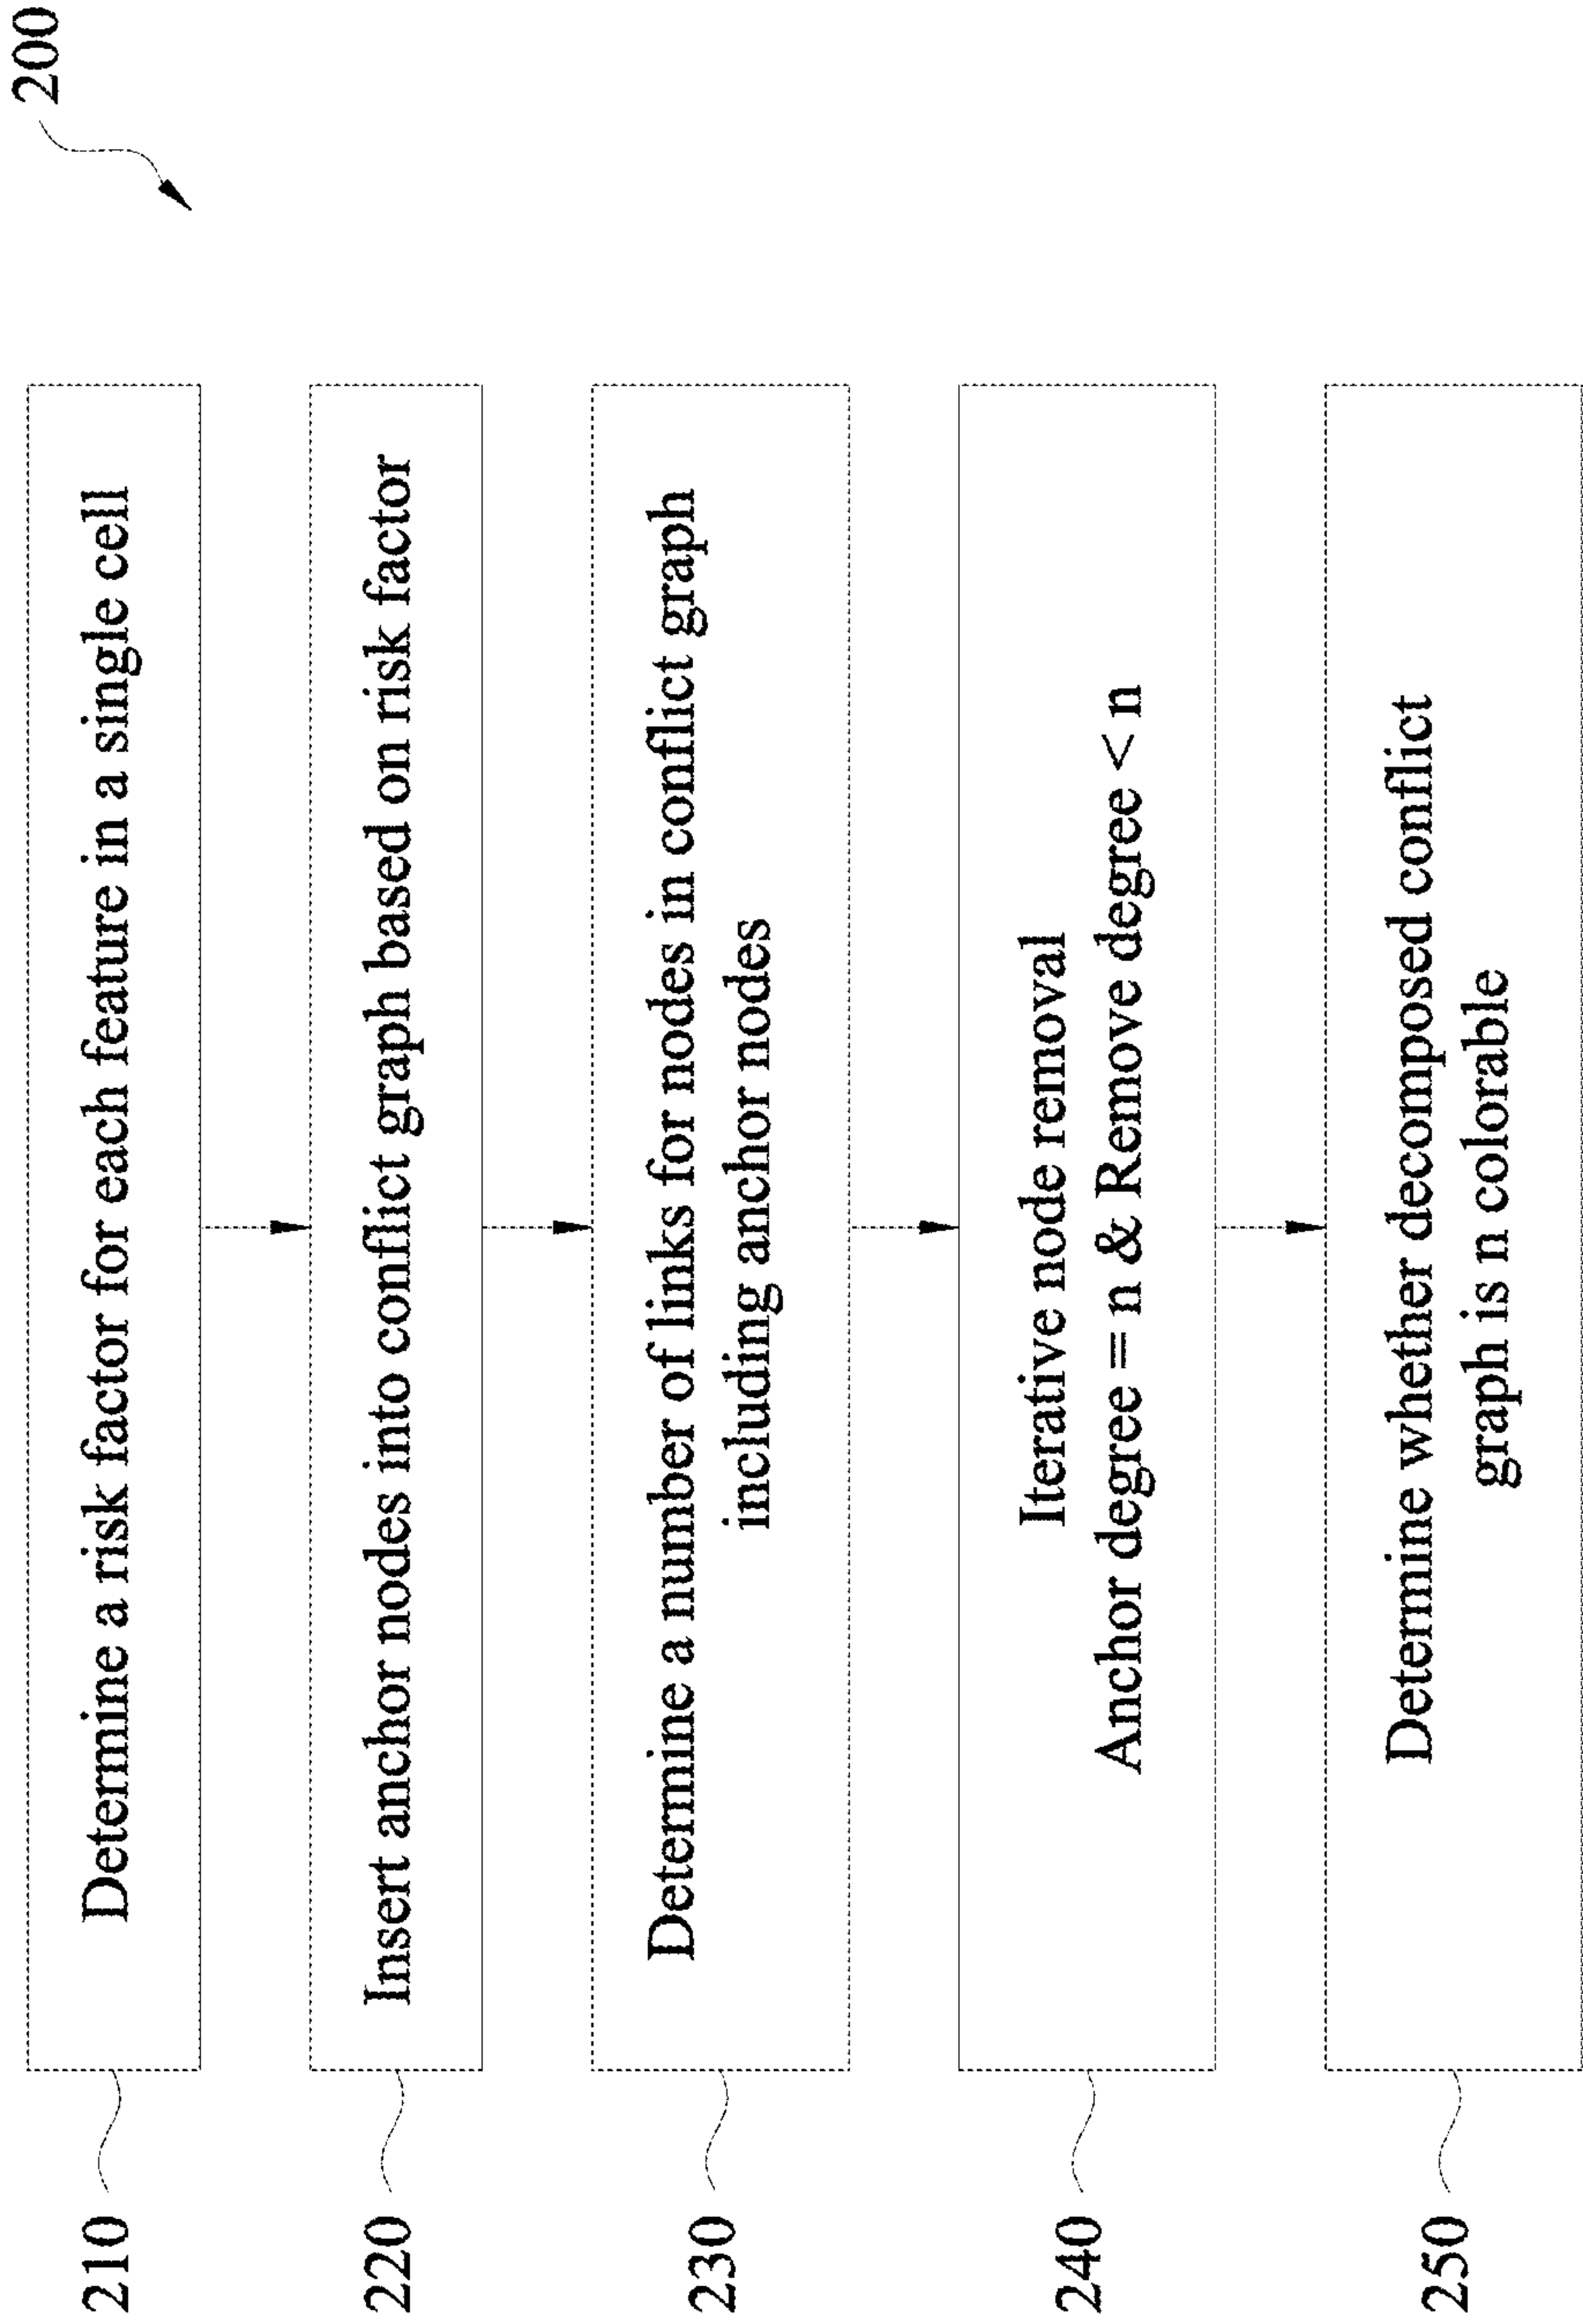 200
210
Determine a risk factor for each feature in a single cell
220
Insert anchor nodes into conflict graph based on risk factor
230
Determine a number of links for nodes in conflict graph
including anchor nodes
240
Iterative node removal
Anchor degree = n & Remove degree < n
250
Determine whether decomposed conflict
graph is n colorable